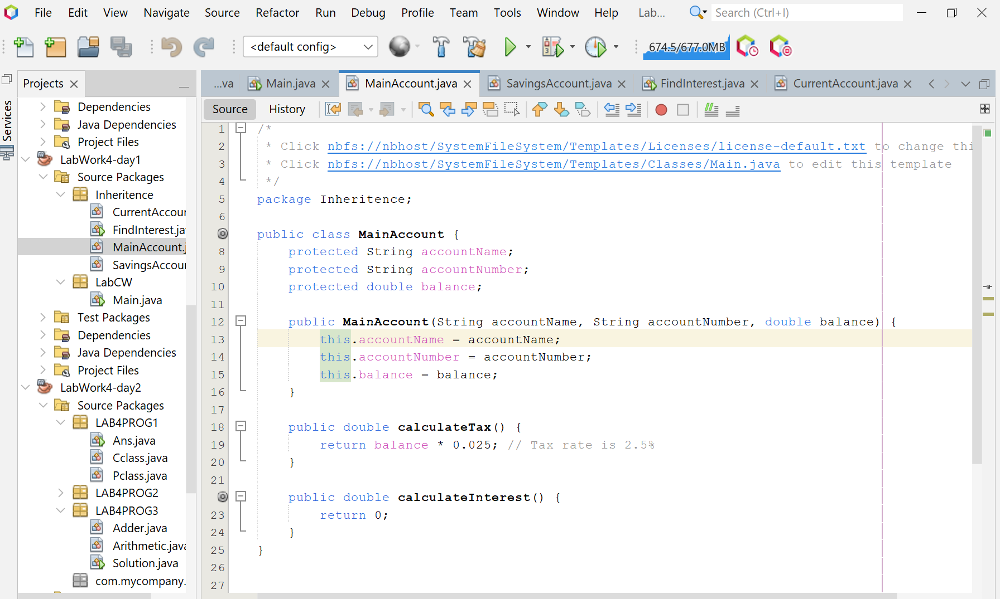 File Edit View Navigate Source Refactor Run Debug Profile Team Tools Window Help Lab... Search (Ctrl+I)
<default config> 674.5/677.0MB
Projects
...va Main.java MainAccount.java SavingsAccount.java FindInterest.java CurrentAccount.java
Source History
Services
Dependencies
Java Dependencies
Project Files
LabWork4-day1
Source Packages
Inheritence
CurrentAccour
FindInterest.ja
MainAccount.j
SavingsAccour
LabCW
Main.java
Test Packages
Dependencies
Java Dependencies
Project Files
LabWork4-day2
Source Packages
LAB4PROG1
Ans.java
Cclass.java
Pclass.java
LAB4PROG2
LAB4PROG3
Adder.java
Arithmetic.java
Solution.java
com.mycompany.
1 /*
2 * Click nbfs://nbhost/SystemFileSystem/Templates/Licenses/license-default.txt to change thi
3 * Click nbfs://nbhost/SystemFileSystem/Templates/Classes/Main.java to edit this template
4 */
5 package Inheritence;
6
public class MainAccount {
8 protected String accountName;
9 protected String accountNumber;
10 protected double balance;
11
12 public MainAccount(String accountName, String accountNumber, double balance) {
13 this.accountName = accountName;
14 this.accountNumber = accountNumber;
15 this.balance = balance;
16 }
17
18 public double calculateTax() {
19 return balance * 0.025; // Tax rate is 2.5%
20 }
21
public double calculateInterest() {
23 return 0;
24 }
25 }
26
27